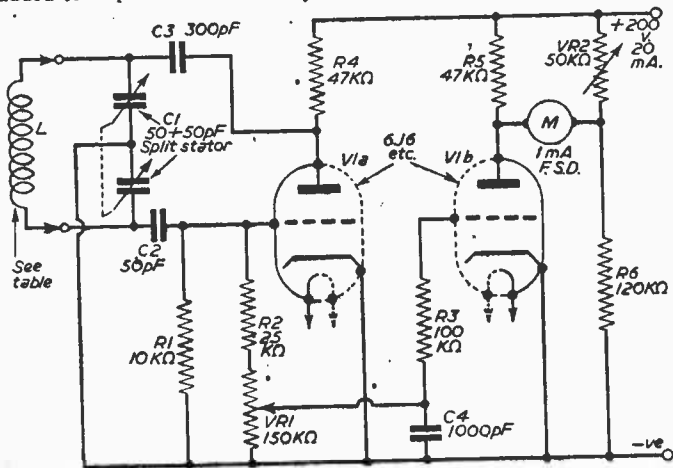 C3 300pF
R4
47KΩ
R5
47KΩ
VR2
50KΩ
+200
v.
20
mA.
L
C1
50+50pF
Split stator
V1a
6J6
etc.
V1b
M
1mA
F.S.D.
See
table
C2
50pF
R1
10KΩ
R2
25
KΩ
VR1
150KΩ
R3
100
KΩ
C4
1000pF
R6
120KΩ
-ve